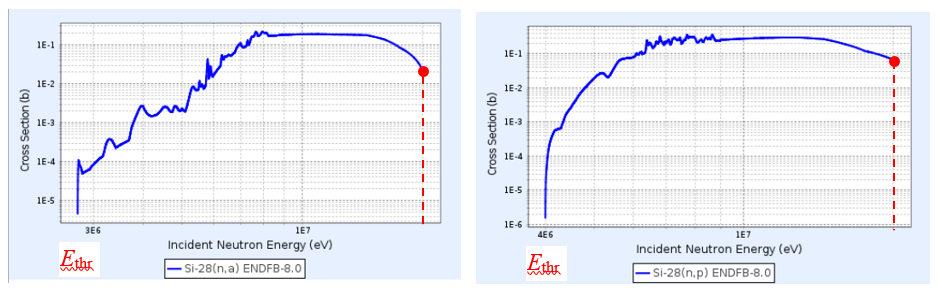 Cross Section (b)
1E-1
1E-2
1E-3
1E-4
1E-5
3E6
1E7
Incident Neutron Energy (eV)
Ethr
Si-28(n,a) ENDFB-8.0
Cross Section (b)
1E-1
1E-2
1E-3
1E-4
1E-5
1E-6
4E6
1E7
Incident Neutron Energy (eV)
Ethr
Si-28(n,p) ENDFB-8.0